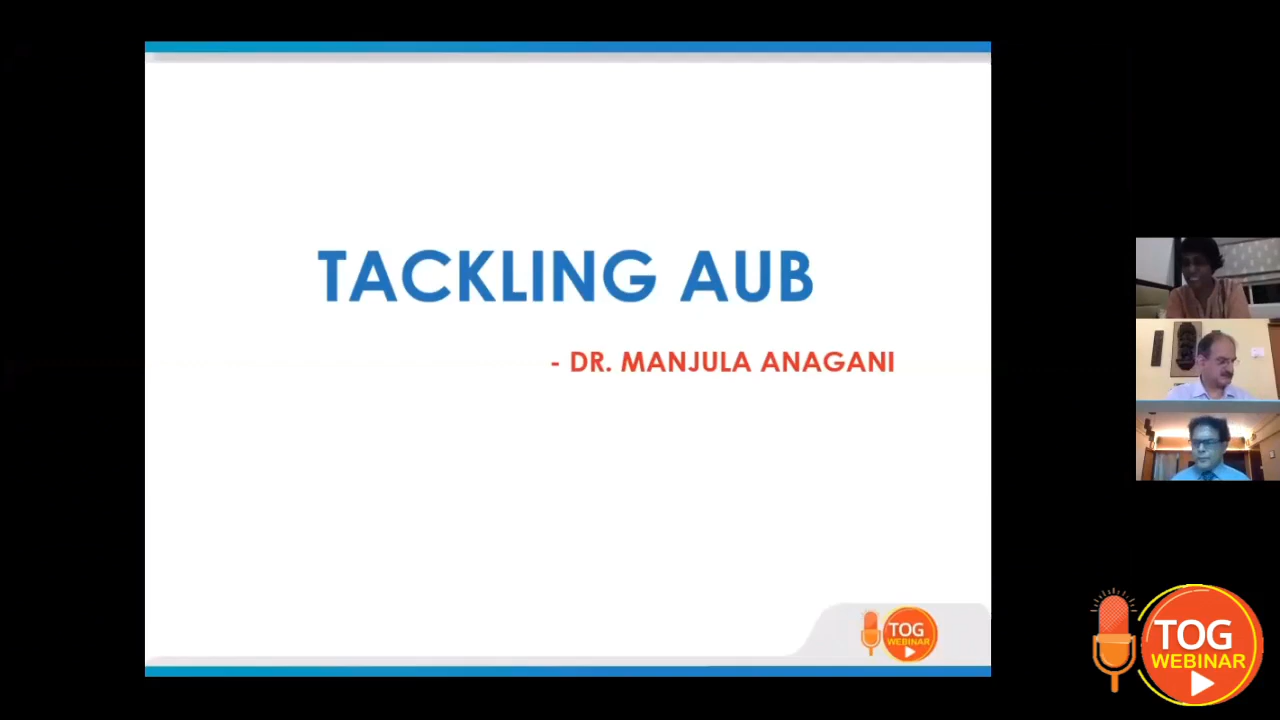 TACKLING AUB
- DR. MANJULA ANAGANI
TOG
WEBINAR
TOG
WEBINAR